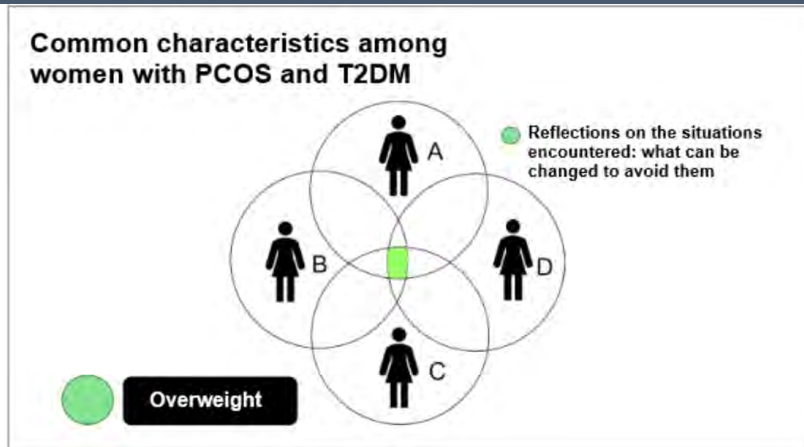 Common characteristics among
women with PCOS and T2DM
Reflections on the situations
encountered: what can be
changed to avoid them
A
B
D
C
Overweight